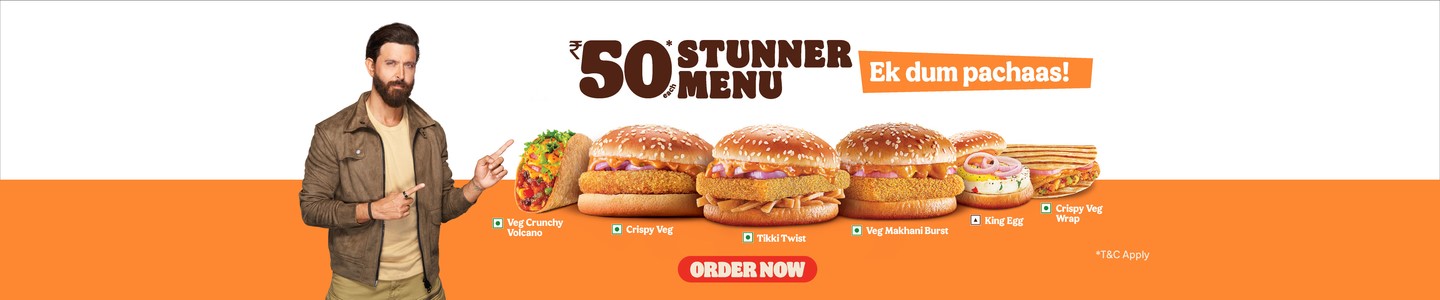 ₹50* each STUNNER
MENU
Ek dum pachaas!
Veg Crunchy
Volcano
Crispy Veg
Tikki Twist
Veg Makhani Burst
King Egg
Crispy Veg
Wrap
*T&C Apply
ORDER NOW